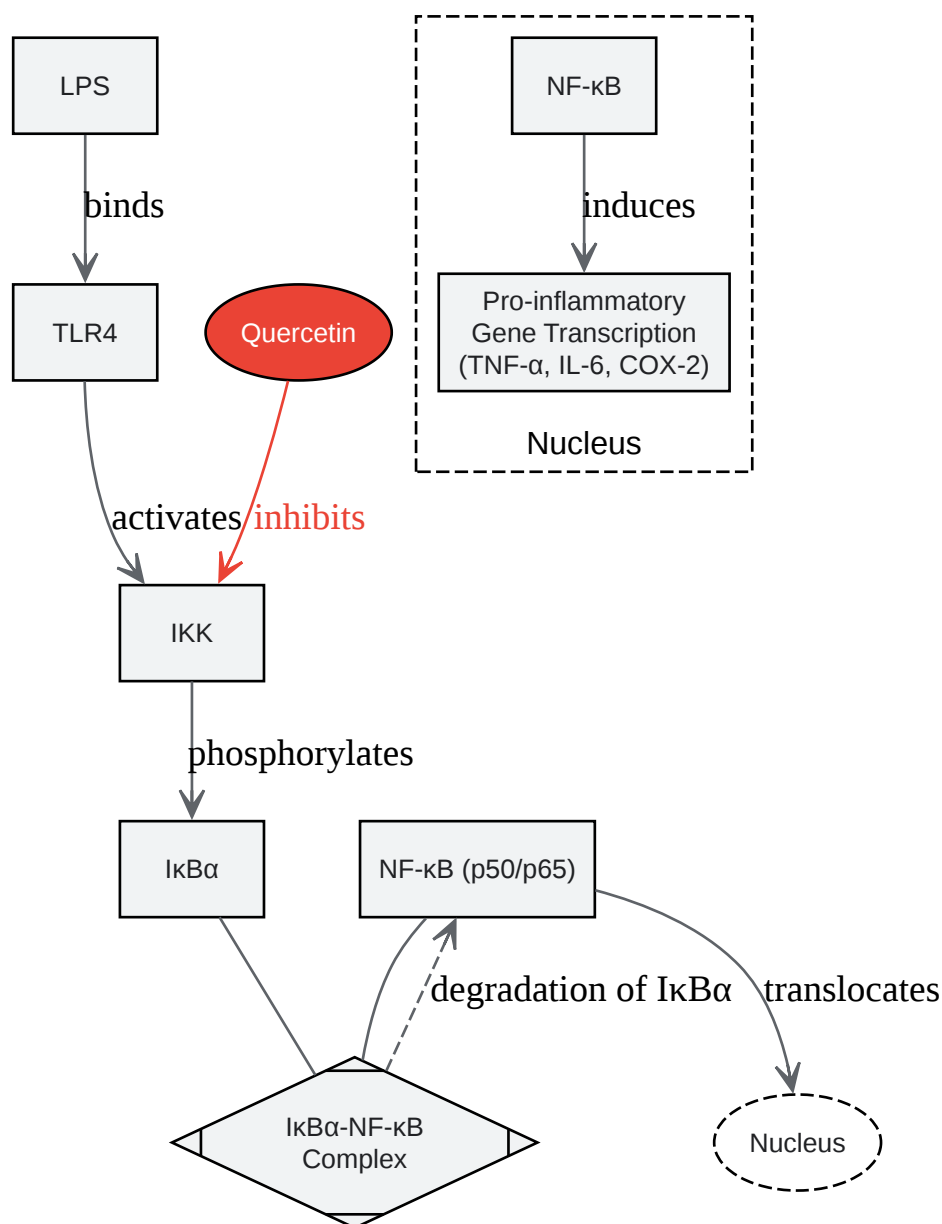 LPS
NF-κB
binds
induces
TLR4
Quercetin
Pro-inflammatory
Gene Transcription
(TNF-α, IL-6, COX-2)
Nucleus
activates
inhibits
IKK
phosphorylates
IκBα
NF-κB (p50/p65)
degradation of IκBα
translocates
IκBα-NF-κB
Complex
Nucleus